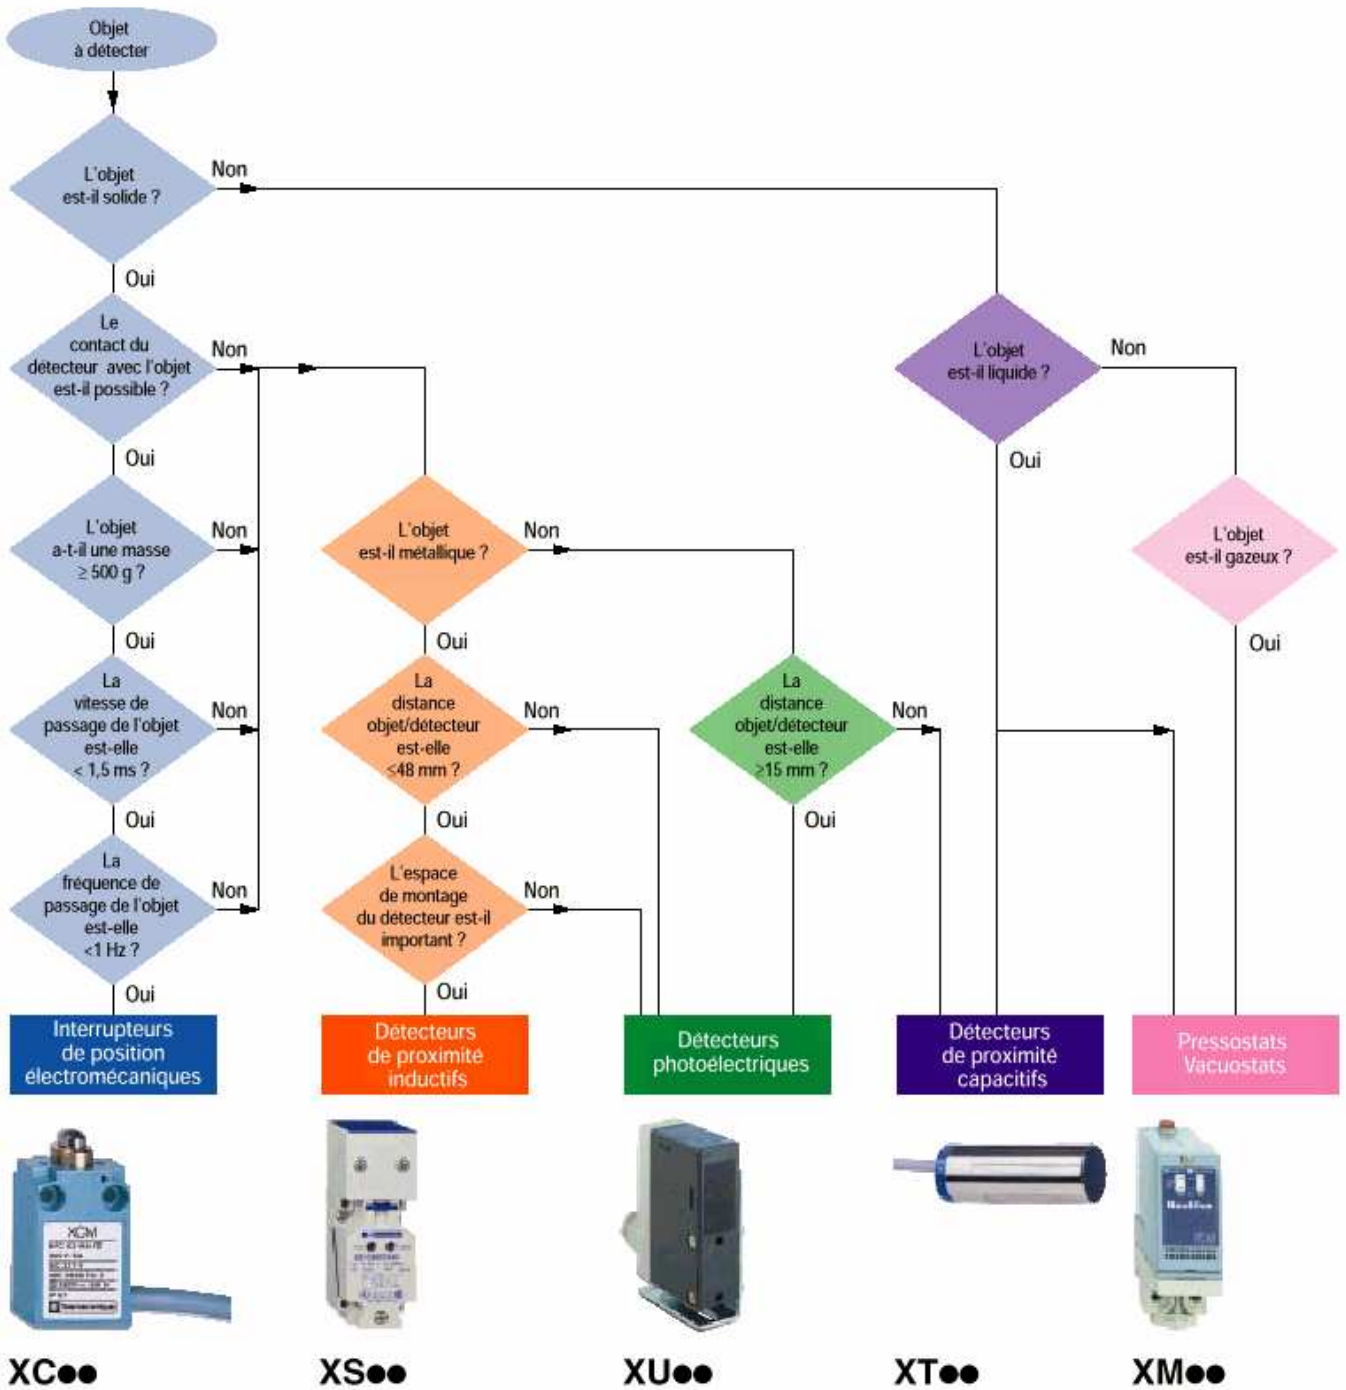 Objet
à détecter
L'objet
est-il solide ?
Non
Oui
Le
contact du
détecteur avec l'objet
est-il possible ?
Non
Oui
L'objet
est-il liquide ?
Non
Oui
L'objet
a-t-il une masse
≥ 500 g ?
Non
Oui
L'objet
est-il métallique ?
Non
Oui
L'objet
est-il gazeux ?
Oui
La
vitesse de
passage de l'objet
est-elle
< 1,5 ms ?
Non
Oui
La
distance
objet/détecteur
est-elle
≤48 mm ?
Non
Oui
La
distance
objet/détecteur
est-elle
≥15 mm ?
Non
Oui
La
fréquence de
passage de l'objet
est-elle
<1 Hz ?
Non
Oui
L'espace
de montage
du détecteur est-il
important ?
Non
Oui
Interrupteurs
de position
électromécaniques
Détecteurs
de proximité
inductifs
Détecteurs
photoélectriques
Détecteurs
de proximité
capacitifs
Pressostats
Vacuostats
XCM
Telemecanique
Nautilus
XC●●
XS●●
XU●●
XT●●
XM●●